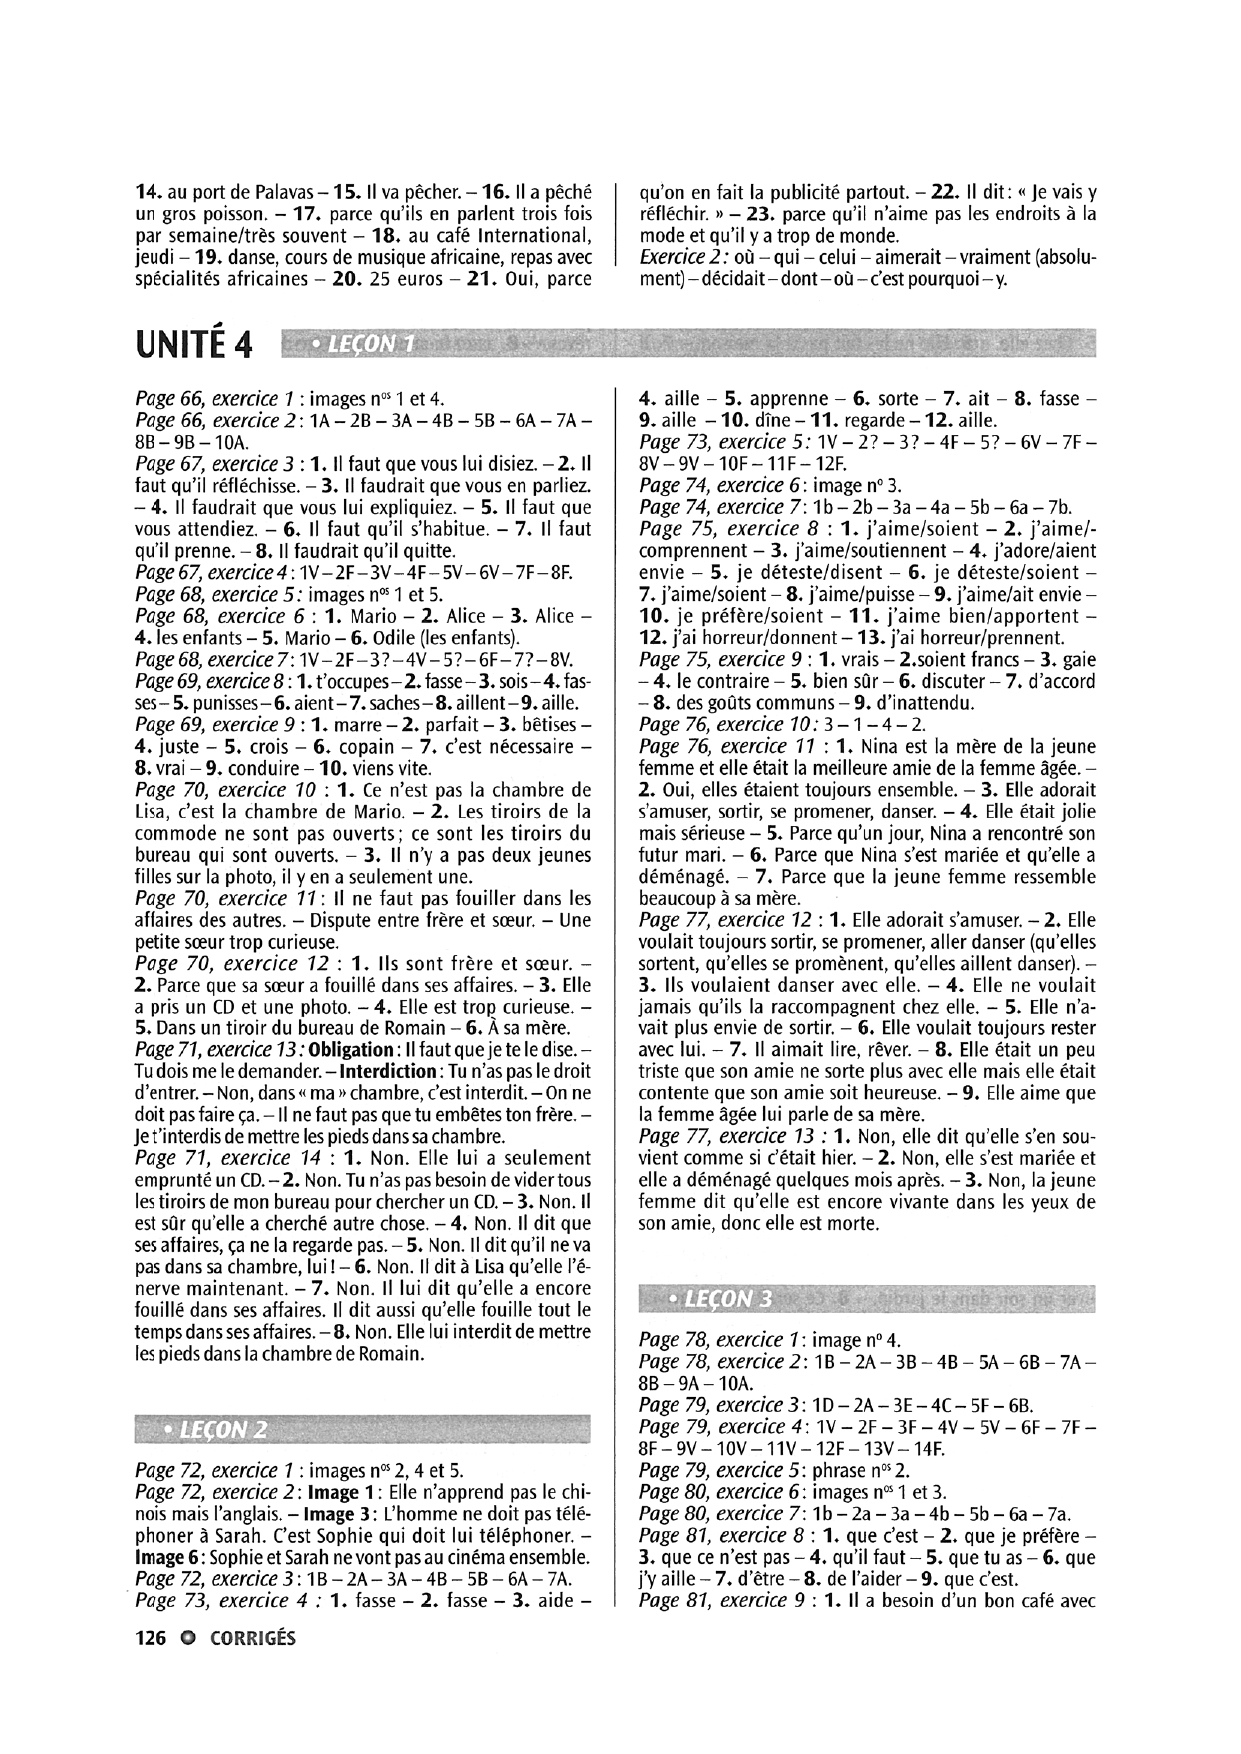 14. au port de Palavas – 15. Il va pêcher. – 16. Il a pêché
un gros poisson. – 17. parce qu'ils en parlent trois fois
par semaine/très souvent – 18. au café International,
jeudi – 19. danse, cours de musique africaine, repas avec
spécialités africaines – 20. 25 euros – 21. Oui, parce
qu'on en fait la publicité partout. – 22. Il dit : « Je vais y
réfléchir. » – 23. parce qu'il n'aime pas les endroits à la
mode et qu'il y a trop de monde.
Exercice 2 : où – qui – celui – aimerait – vraiment (absolu-
ment) – décidait – dont – où – c'est pourquoi – y.
UNITÉ 4 • LEÇON 1
Page 66, exercice 1 : images nos 1 et 4.
Page 66, exercice 2 : 1A – 2B – 3A – 4B – 5B – 6A – 7A –
8B – 9B – 10A.
Page 67, exercice 3 : 1. Il faut que vous lui disiez. – 2. Il
faut qu'il réfléchisse. – 3. Il faudrait que vous en parliez.
– 4. Il faudrait que vous lui expliquiez. – 5. Il faut que
vous attendiez. – 6. Il faut qu'il s'habitue. – 7. Il faut
qu'il prenne. – 8. Il faudrait qu'il quitte.
Page 67, exercice 4 : 1V – 2F – 3V – 4F – 5V – 6V – 7F – 8F.
Page 68, exercice 5 : images nos 1 et 5.
Page 68, exercice 6 : 1. Mario – 2. Alice – 3. Alice –
4. les enfants – 5. Mario – 6. Odile (les enfants).
Page 68, exercice 7 : 1V – 2F – 3? – 4V – 5? – 6F – 7? – 8V.
Page 69, exercice 8 : 1. t'occupes – 2. fasse – 3. sois – 4. fas-
ses – 5. punisses – 6. aient – 7. saches – 8. aillent – 9. aille.
Page 69, exercice 9 : 1. marre – 2. parfait – 3. bêtises –
4. juste – 5. crois – 6. copain – 7. c'est nécessaire –
8. vrai – 9. conduire – 10. viens vite.
Page 70, exercice 10 : 1. Ce n'est pas la chambre de
Lisa, c'est la chambre de Mario. – 2. Les tiroirs de la
commode ne sont pas ouverts ; ce sont les tiroirs du
bureau qui sont ouverts. – 3. Il n'y a pas deux jeunes
filles sur la photo, il y en a seulement une.
Page 70, exercice 11 : Il ne faut pas fouiller dans les
affaires des autres. – Dispute entre frère et sœur. – Une
petite sœur trop curieuse.
Page 70, exercice 12 : 1. Ils sont frère et sœur. –
2. Parce que sa sœur a fouillé dans ses affaires. – 3. Elle
a pris un CD et une photo. – 4. Elle est trop curieuse. –
5. Dans un tiroir du bureau de Romain – 6. À sa mère.
Page 71, exercice 13 : Obligation : Il faut que je te le dise. –
Tu dois me le demander. – Interdiction : Tu n'as pas le droit
d'entrer. – Non, dans « ma » chambre, c'est interdit. – On ne
doit pas faire ça. – Il ne faut pas que tu embêtes ton frère. –
Je t'interdis de mettre les pieds dans sa chambre.
Page 71, exercice 14 : 1. Non. Elle lui a seulement
emprunté un CD. – 2. Non. Tu n'as pas besoin de vider tous
les tiroirs de mon bureau pour chercher un CD. – 3. Non. Il
est sûr qu'elle a cherché autre chose. – 4. Non. Il dit que
ses affaires, ça ne la regarde pas. – 5. Non. Il dit qu'il ne va
pas dans sa chambre, lui ! – 6. Non. Il dit à Lisa qu'elle l'é-
nerve maintenant. – 7. Non. Il lui dit qu'elle a encore
fouillé dans ses affaires. Il dit aussi qu'elle fouille tout le
temps dans ses affaires. – 8. Non. Elle lui interdit de mettre
les pieds dans la chambre de Romain.
• LEÇON 2
Page 72, exercice 1 : images nos 2, 4 et 5.
Page 72, exercice 2 : Image 1 : Elle n'apprend pas le chi-
nois mais l'anglais. – Image 3 : L'homme ne doit pas télé-
phoner à Sarah. C'est Sophie qui doit lui téléphoner. –
Image 6 : Sophie et Sarah ne vont pas au cinéma ensemble.
Page 72, exercice 3 : 1B – 2A – 3A – 4B – 5B – 6A – 7A.
Page 73, exercice 4 : 1. fasse – 2. fasse – 3. aide –
4. aille – 5. apprenne – 6. sorte – 7. ait – 8. fasse –
9. aille – 10. dîne – 11. regarde – 12. aille.
Page 73, exercice 5 : 1V – 2? – 3? – 4F – 5? – 6V – 7F –
8V – 9V – 10F – 11F – 12F.
Page 74, exercice 6 : image no 3.
Page 74, exercice 7 : 1b – 2b – 3a – 4a – 5b – 6a – 7b.
Page 75, exercice 8 : 1. j'aime/soient – 2. j'aime/-
comprennent – 3. j'aime/soutiennent – 4. j'adore/aient
envie – 5. je déteste/disent – 6. je déteste/soient –
7. j'aime/soient – 8. j'aime/puisse – 9. j'aime/ait envie –
10. je préfère/soient – 11. j'aime bien/apportent –
12. j'ai horreur/donnent – 13. j'ai horreur/prennent.
Page 75, exercice 9 : 1. vrais – 2.soient francs – 3. gaie
– 4. le contraire – 5. bien sûr – 6. discuter – 7. d'accord
– 8. des goûts communs – 9. d'inattendu.
Page 76, exercice 10 : 3 – 1 – 4 – 2.
Page 76, exercice 11 : 1. Nina est la mère de la jeune
femme et elle était la meilleure amie de la femme âgée. –
2. Oui, elles étaient toujours ensemble. – 3. Elle adorait
s'amuser, sortir, se promener, danser. – 4. Elle était jolie
mais sérieuse – 5. Parce qu'un jour, Nina a rencontré son
futur mari. – 6. Parce que Nina s'est mariée et qu'elle a
déménagé. – 7. Parce que la jeune femme ressemble
beaucoup à sa mère.
Page 77, exercice 12 : 1. Elle adorait s'amuser. – 2. Elle
voulait toujours sortir, se promener, aller danser (qu'elles
sortent, qu'elles se promènent, qu'elles aillent danser). –
3. Ils voulaient danser avec elle. – 4. Elle ne voulait
jamais qu'ils la raccompagnent chez elle. – 5. Elle n'a-
vait plus envie de sortir. – 6. Elle voulait toujours rester
avec lui. – 7. Il aimait lire, rêver. – 8. Elle était un peu
triste que son amie ne sorte plus avec elle mais elle était
contente que son amie soit heureuse. – 9. Elle aime que
la femme âgée lui parle de sa mère.
Page 77, exercice 13 : 1. Non, elle dit qu'elle s'en sou-
vient comme si c'était hier. – 2. Non, elle s'est mariée et
elle a déménagé quelques mois après. – 3. Non, la jeune
femme dit qu'elle est encore vivante dans les yeux de
son amie, donc elle est morte.
• LEÇON 3
Page 78, exercice 1 : image no 4.
Page 78, exercice 2 : 1B – 2A – 3B – 4B – 5A – 6B – 7A –
8B – 9A – 10A.
Page 79, exercice 3 : 1D – 2A – 3E – 4C – 5F – 6B.
Page 79, exercice 4 : 1V – 2F – 3F – 4V – 5V – 6F – 7F –
8F – 9V – 10V – 11V – 12F – 13V – 14F.
Page 79, exercice 5 : phrase nos 2.
Page 80, exercice 6 : images nos 1 et 3.
Page 80, exercice 7 : 1b – 2a – 3a – 4b – 5b – 6a – 7a.
Page 81, exercice 8 : 1. que c'est – 2. que je préfère –
3. que ce n'est pas – 4. qu'il faut – 5. que tu as – 6. que
j'y aille – 7. d'être – 8. de l'aider – 9. que c'est.
Page 81, exercice 9 : 1. Il a besoin d'un bon café avec
126 CORRIGÉS